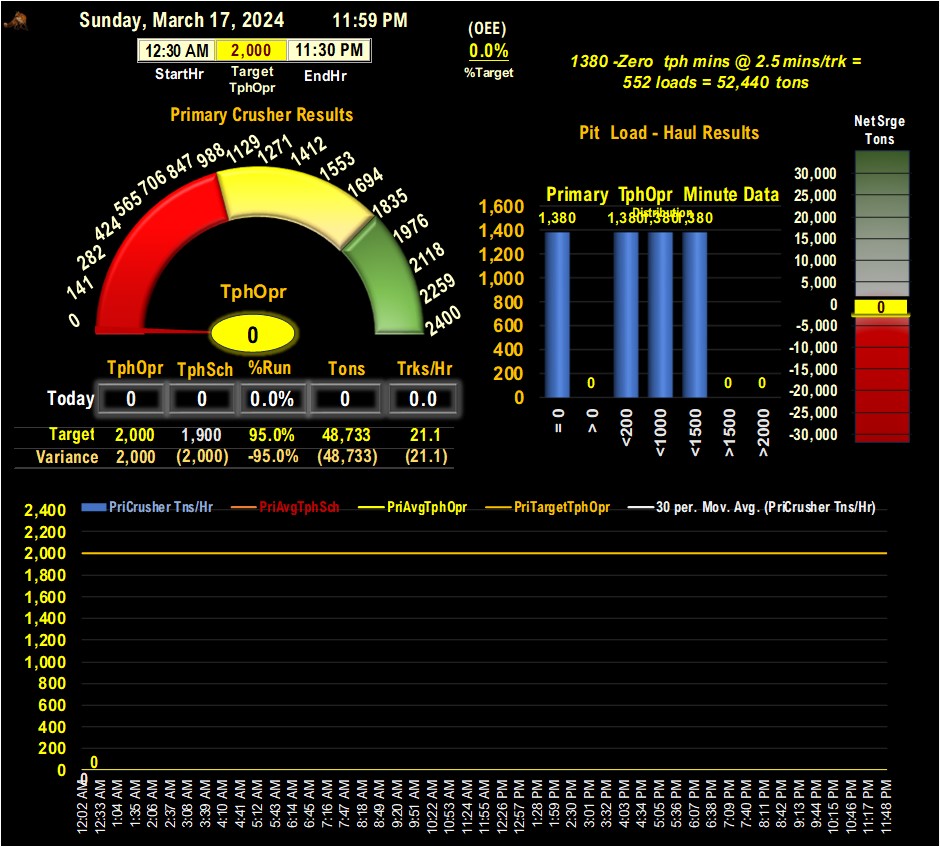 Sunday, March 17, 2024 11:59 PM
12:30 AM 2,000 11:30 PM
StartHr Target TphOpr EndHr
(OEE)
0.0%
%Target
1380 -Zero tph mins @ 2.5 mins/trk =
552 loads = 52,440 tons
Primary Crusher Results
0
141
282
424
565
706
847
988
1129
1271
1412
1553
1694
1835
1976
2118
2259
2400
TphOpr
0
TphOpr TphSch %Run Tons Trks/Hr
Today 0 0 0.0% 0 0.0
Target 2,000 1,900 95.0% 48,733 21.1
Variance 2,000 (2,000) -95.0% (48,733) (21.1)
Pit Load - Haul Results
Primary TphOpr Minute Data
Distribution
1,600
1,400
1,200
1,000
800
600
400
200
0
1,380 0 1,380 1,380 1,380 0 0
= 0
> 0
<200
<1000
<1500
>1500
>2000
Net Srge
Tons
30,000
25,000
20,000
15,000
10,000
5,000
0
-5,000
-10,000
-15,000
-20,000
-25,000
-30,000
0
PriCrusher Tns/Hr PriAvgTphSch PriAvgTphOpr PriTargetTphOpr 30 per. Mov. Avg. (PriCrusher Tns/Hr)
2,400
2,200
2,000
1,800
1,600
1,400
1,200
1,000
800
600
400
200
0
0
0
12:02 AM
12:33 AM
1:04 AM
1:35 AM
2:06 AM
2:37 AM
3:08 AM
3:39 AM
4:10 AM
4:41 AM
5:12 AM
5:43 AM
6:14 AM
6:45 AM
7:16 AM
7:47 AM
8:18 AM
8:49 AM
9:20 AM
9:51 AM
10:22 AM
10:53 AM
11:24 AM
11:55 AM
12:26 PM
12:57 PM
1:28 PM
1:59 PM
2:30 PM
3:01 PM
3:32 PM
4:03 PM
4:34 PM
5:05 PM
5:36 PM
6:07 PM
6:38 PM
7:09 PM
7:40 PM
8:11 PM
8:42 PM
9:13 PM
9:44 PM
10:15 PM
10:46 PM
11:17 PM
11:48 PM